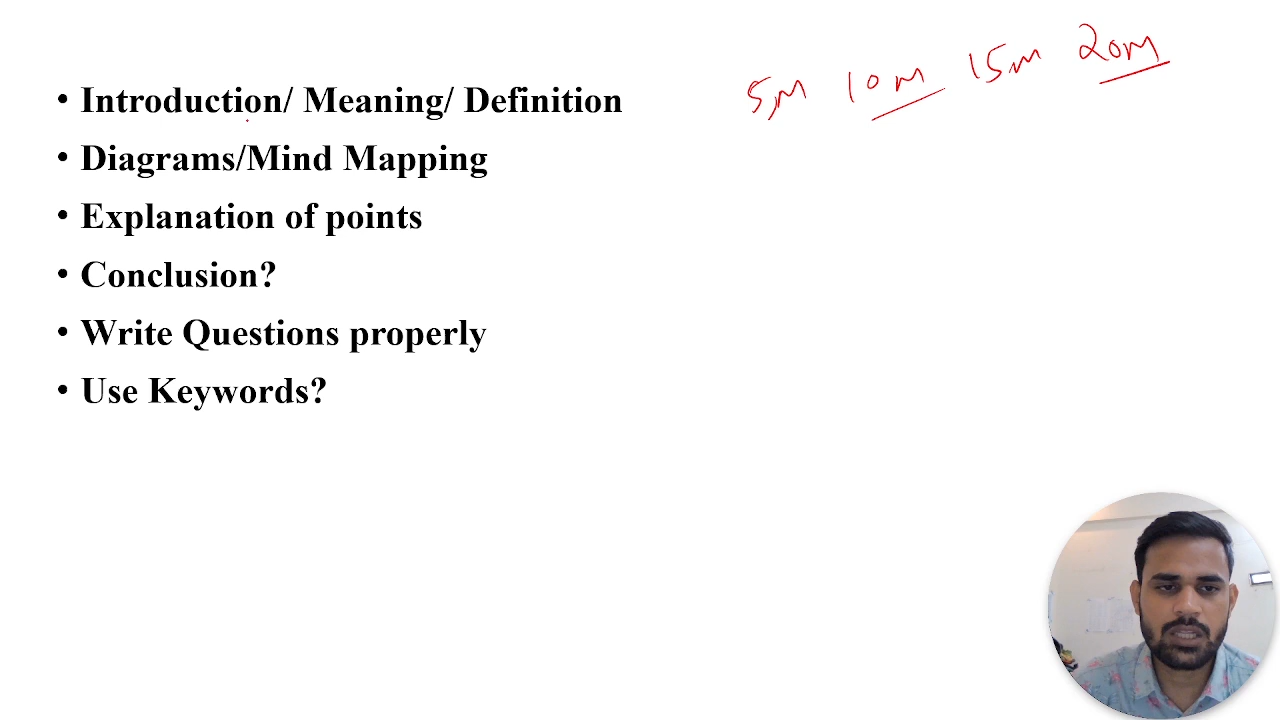 5M 10M 15M 20M
• Introduction/ Meaning/ Definition
• Diagrams/Mind Mapping
• Explanation of points
• Conclusion?
• Write Questions properly
• Use Keywords?